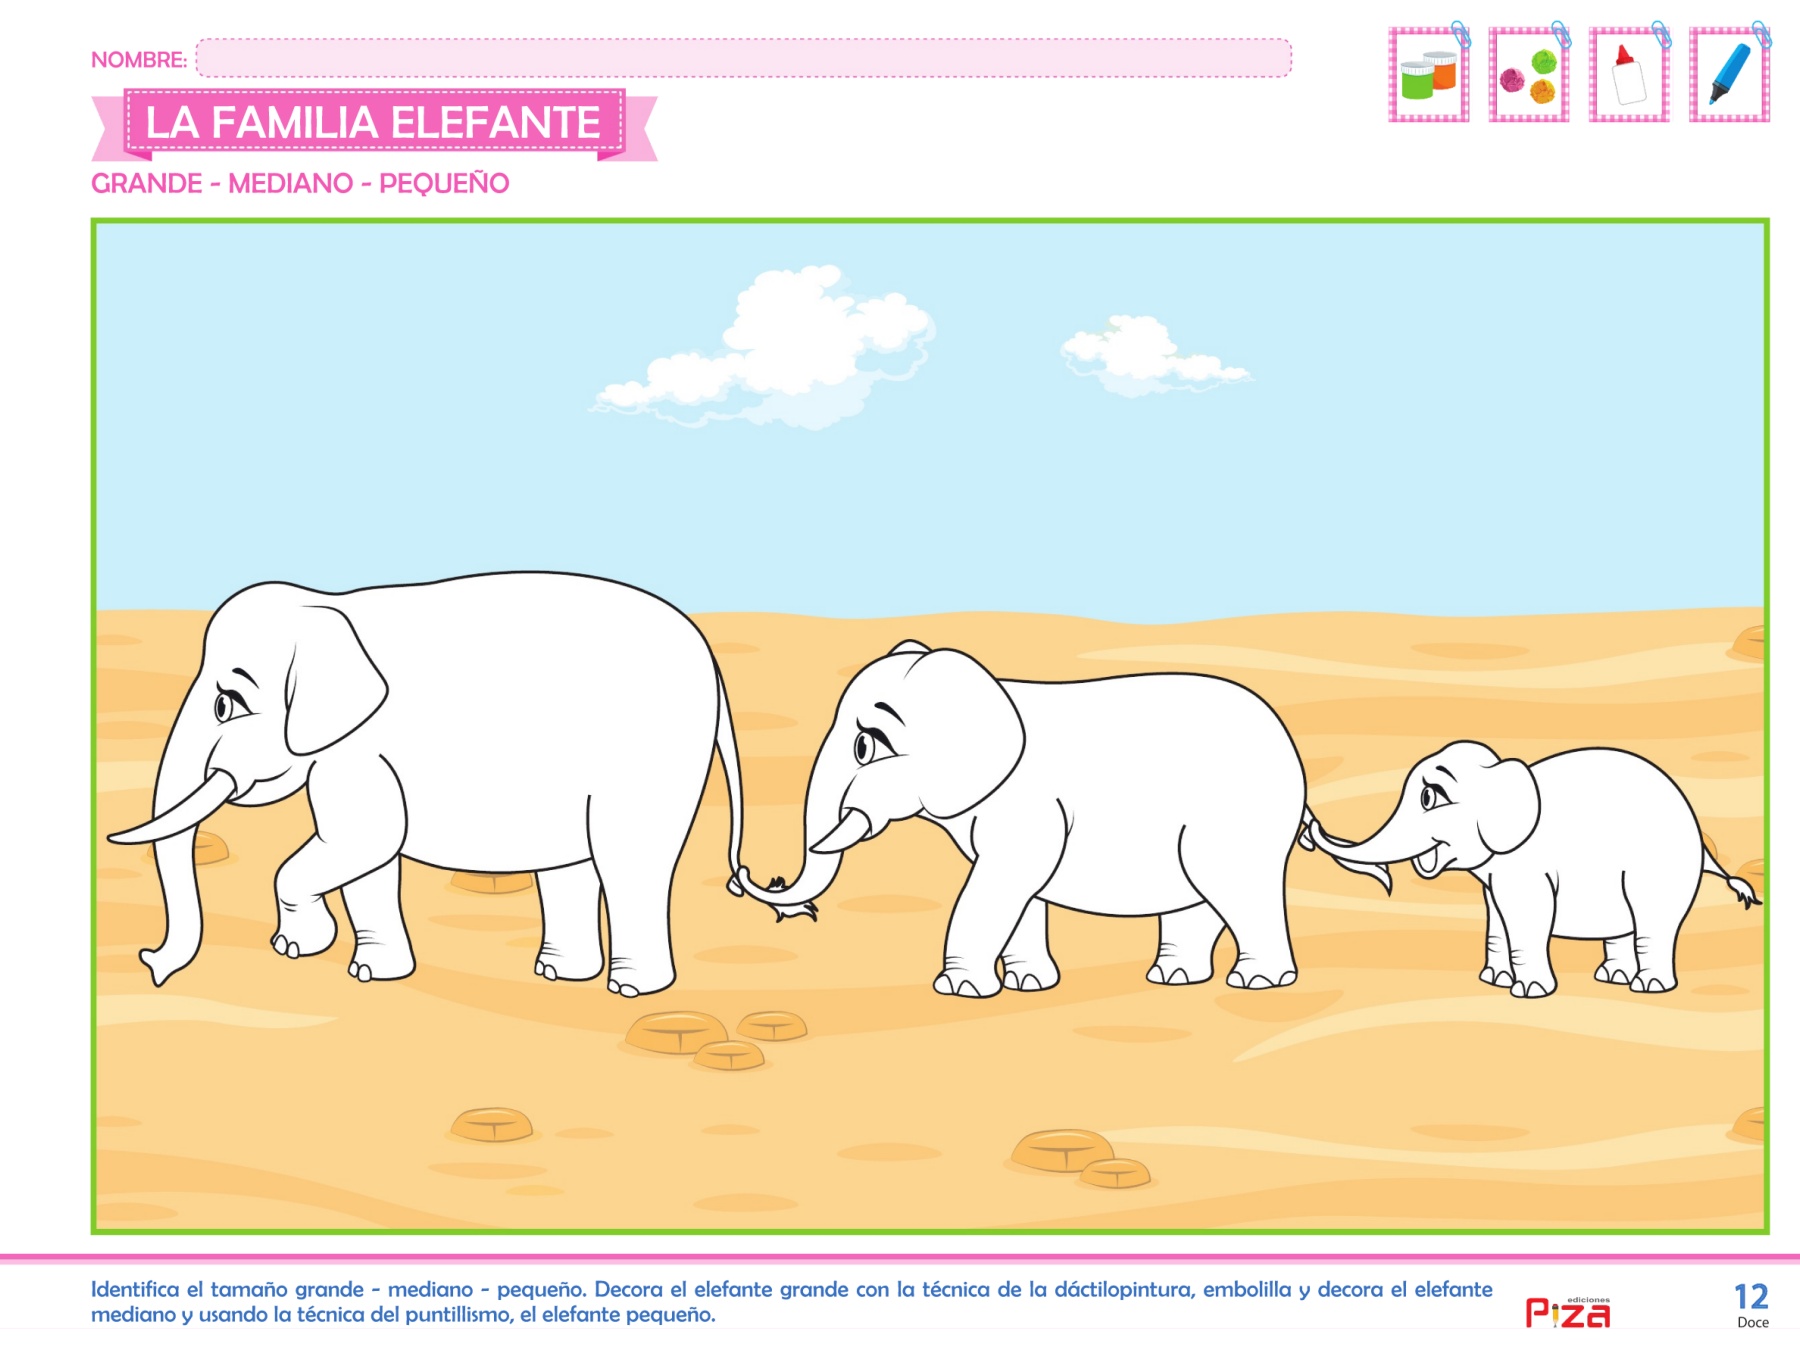 NOMBRE:
LA FAMILIA ELEFANTE
GRANDE - MEDIANO - PEQUEÑO
Identifica el tamaño grande - mediano - pequeño. Decora el elefante grande con la técnica de la dáctilopintura, embolilla y decora el elefante
mediano y usando la técnica del puntillismo, el elefante pequeño.
ediciones
Piza
12
Doce